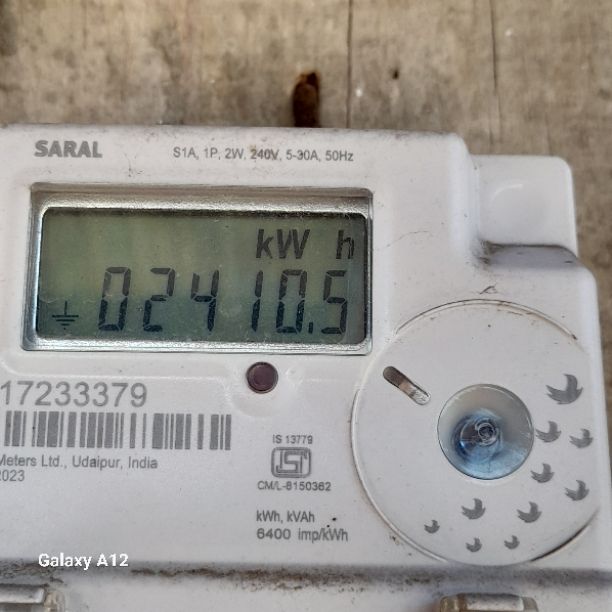 SARAL
S1A, 1P, 2W, 240V, 5-30A, 50Hz
kW h
02410.5
17233379
IS 13779
Meters Ltd., Udaipur, India
2023
CM/L-8150362
kWh, kVAh
6400 imp/kWh
Galaxy A12